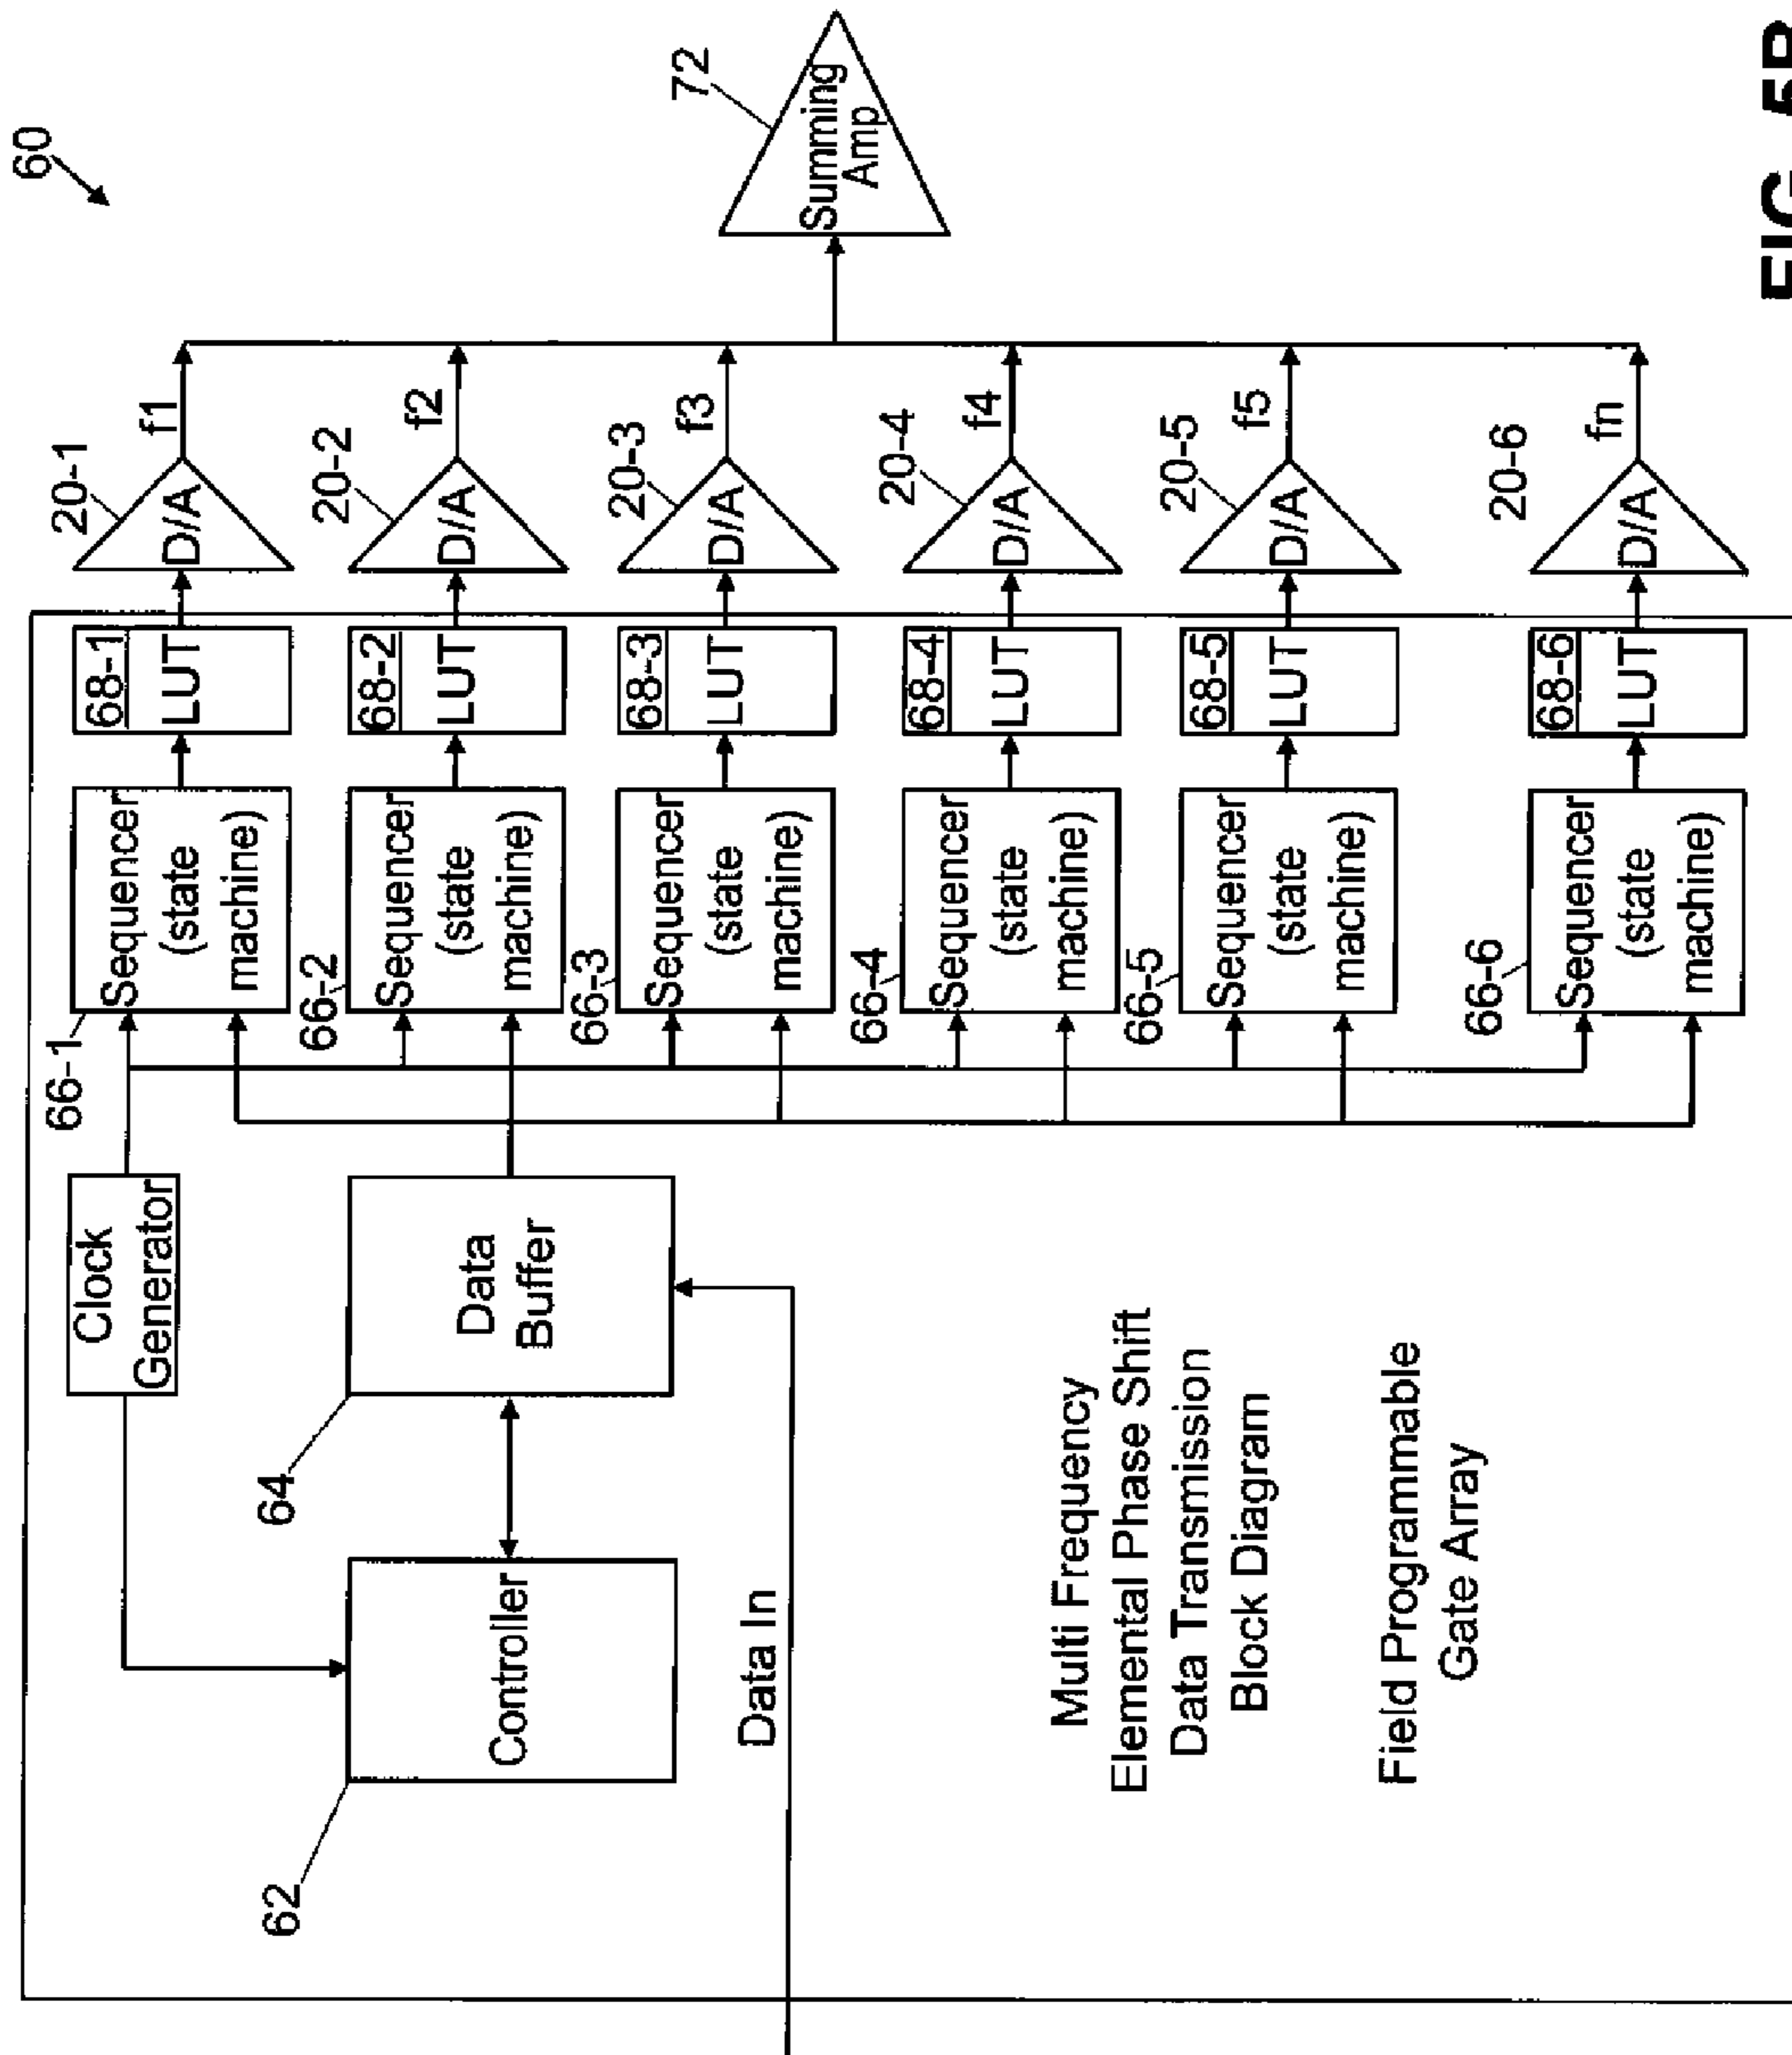 60
Clock
Generator
66-1
Sequencer
(state
machine)
68-1
LUT
20-1
D/A
f1
66-2
Sequencer
(state
machine)
68-2
LUT
20-2
D/A
f2
66-3
Sequencer
(state
machine)
68-3
LUT
20-3
D/A
f3
66-4
Sequencer
(state
machine)
68-4
LUT
20-4
D/A
f4
66-5
Sequencer
(state
machine)
68-5
LUT
20-5
D/A
f5
66-6
Sequencer
(state
machine)
68-6
LUT
20-6
D/A
fn
72
Summing
Amp
62
Controller
64
Data
Buffer
Data In
Multi Frequency
Elemental Phase Shift
Data Transmission
Block Diagram
Field Programmable
Gate Array
FIG. 5B